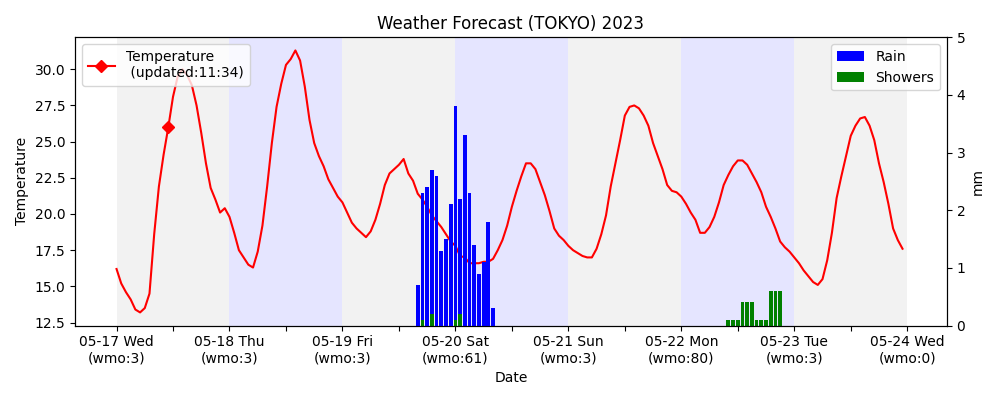 Weather Forecast (TOKYO) 2023
Temperature
(updated:11:34)
Rain
Showers
30.0
27.5
25.0
22.5
20.0
17.5
15.0
12.5
Temperature
5
4
3
2
1
0
mm
05-17 Wed 05-18 Thu 05-19 Fri 05-20 Sat 05-21 Sun 05-22 Mon 05-23 Tue 05-24 Wed
(wmo:3) (wmo:3) (wmo:3) (wmo:61) (wmo:3) (wmo:80) (wmo:3) (wmo:0)
Date